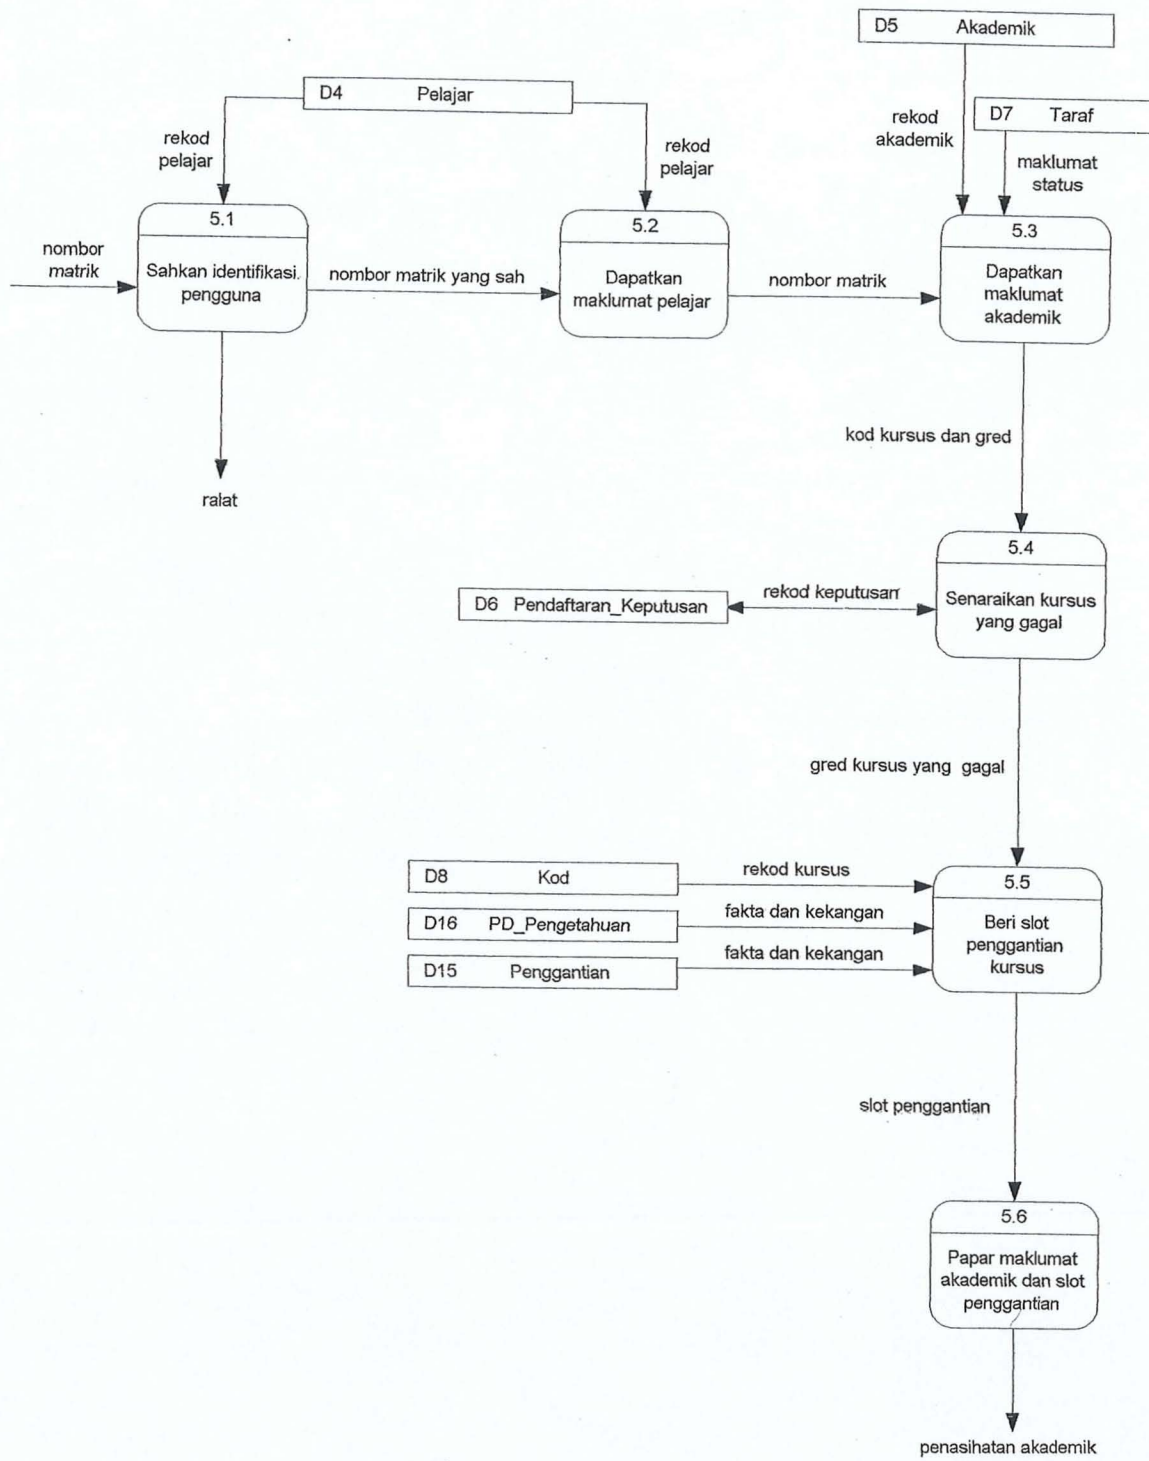 D5 Akademik
D4 Pelajar
D7 Taraf
rekod
akademik
rekod
pelajar
rekod
pelajar
maklumat
status
5.1
Sahkan identifikasi
pengguna
5.2
Dapatkan
maklumat pelajar
5.3
Dapatkan
maklumat
akademik
nombor
matrik
nombor matrik yang sah
nombor matrik
ralat
kod kursus dan gred
5.4
Senaraikan kursus
yang gagal
D6 Pendaftaran_Keputusan
rekod keputusan
gred kursus yang gagal
D8 Kod
rekod kursus
D16 PD_Pengetahuan
fakta dan kekangan
D15 Penggantian
fakta dan kekangan
5.5
Beri slot
penggantian
kursus
slot penggantian
5.6
Papar maklumat
akademik dan slot
penggantian
penasihatan akademik